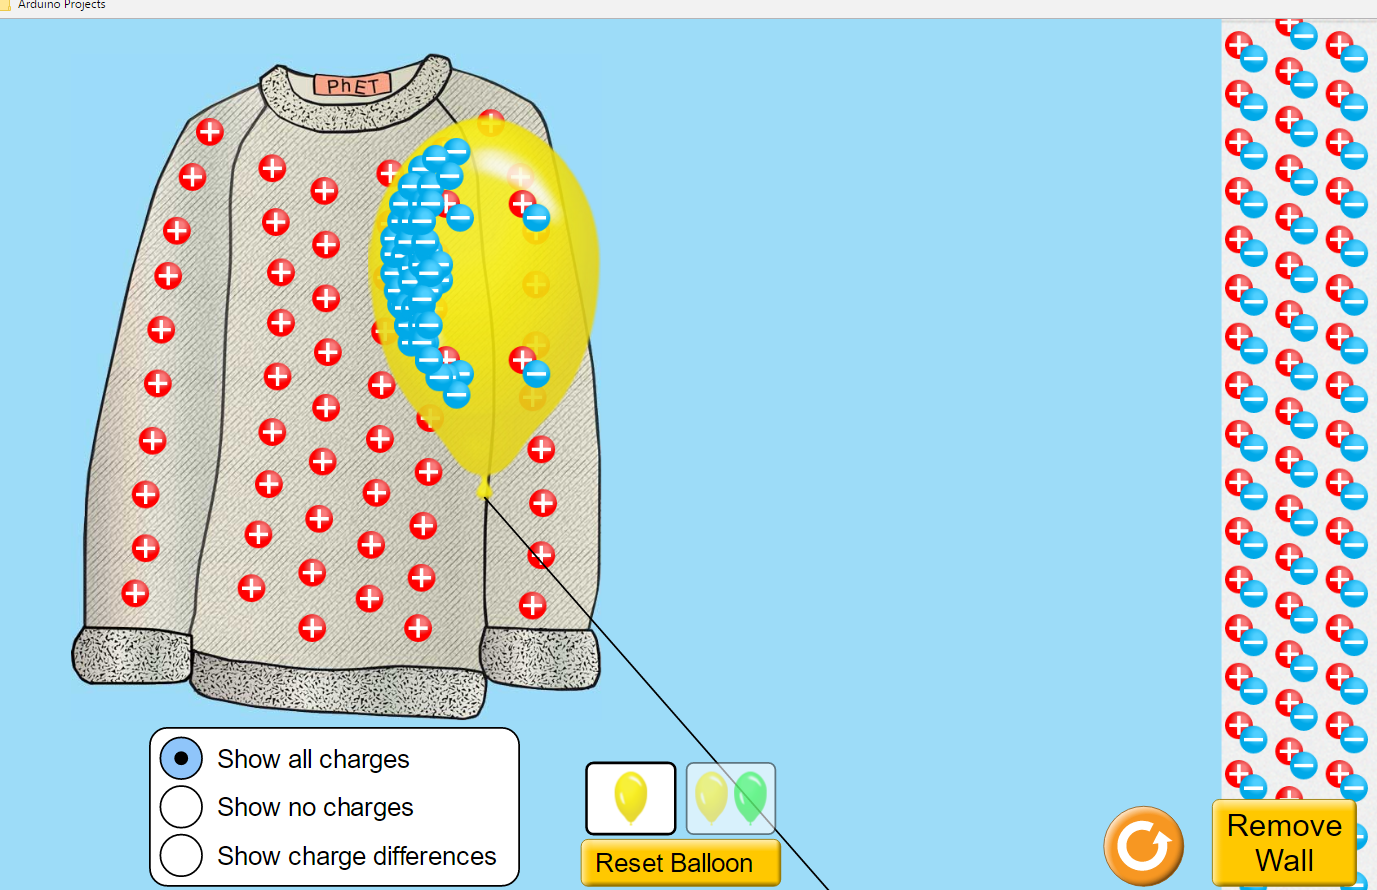 Arduino Projects
PhET
Show all charges
Show no charges
Show charge differences
Reset Balloon
Remove
Wall